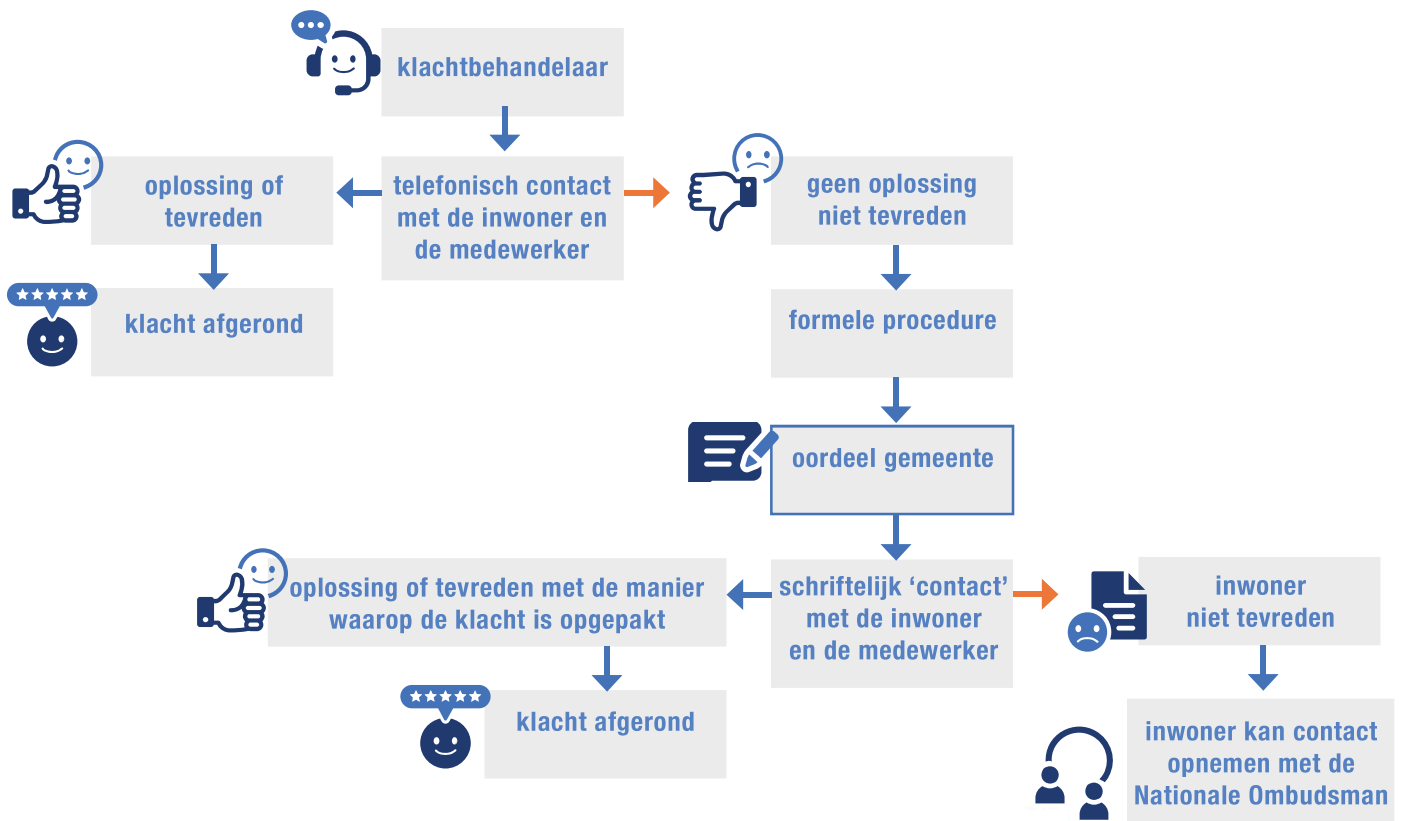 klachtbehandelaar
oplossing of
tevreden
telefonisch contact
met de inwoner en
de medewerker
geen oplossing
niet tevreden
klacht afgerond
formele procedure
oordeel gemeente
oplossing of tevreden met de manier
waarop de klacht is opgepakt
schriftelijk ‘contact’
met de inwoner
en de medewerker
inwoner
niet tevreden
klacht afgerond
inwoner kan contact
opnemen met de
Nationale Ombudsman